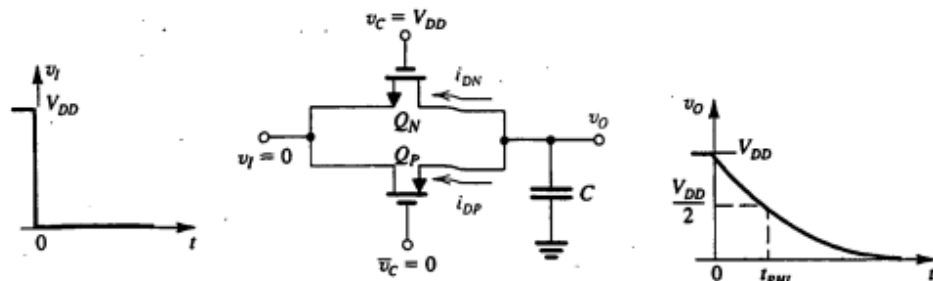 v_I
V_DD
0
t
v_C = V_DD
i_DN
Q_N
v_I = 0
Q_P
i_DP
v̄_C = 0
v_O
C
v_O
V_DD
V_DD/2
0
t_PHL
t